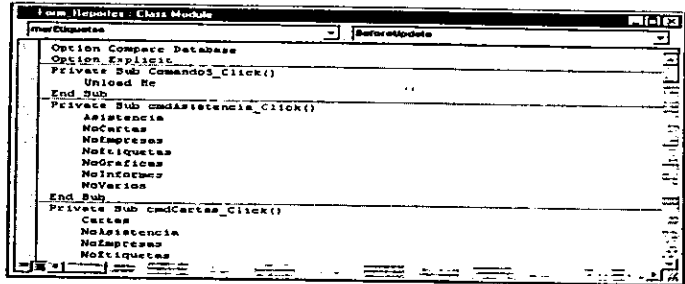 Form_Reportes : Class Module
marEtiquetas
BeforeUpdate
Option Compare Database
Option Explicit
Private Sub Comando5_Click()
Unload Me
End Sub
Private Sub cmdAsistencia_Click()
Asistencia
NoCartas
NoEmpresas
NoEtiquetas
NoGraficas
NoInformes
NoVarios
End Sub
Private Sub cmdCartas_Click()
Cartas
NoAsistencia
NoEmpresas
NoEtiquetas